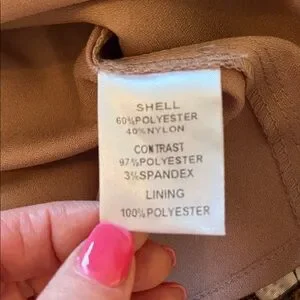 SHELL
60%POLYESTER
40%NYLON
CONTRAST
97%POLYESTER
3%SPANDEX
LINING
100%POLYESTER